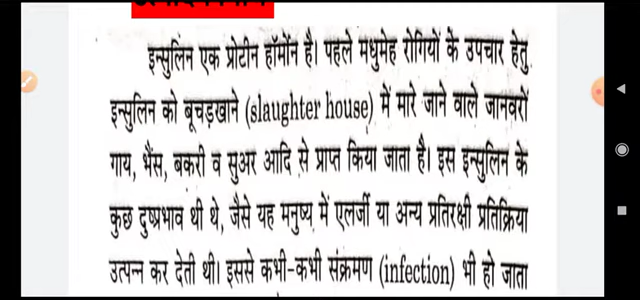 इन्सुलिन एक प्रोटीन हॉर्मोन है। पहले मधुमेह रोगियों के उपचार हेतु
इन्सुलिन को बूचड़खाने (slaughter house) में मारे जाने वाले जानवरों
गाय, भैंस, बकरी व सुअर आदि से प्राप्त किया जाता है। इस इन्सुलिन के
कुछ दुष्प्रभाव थी थे, जैसे यह मनुष्य में एलर्जी या अन्य प्रतिरक्षी प्रतिक्रिया
उत्पन्न कर देती थी। इससे कभी-कभी संक्रमण (infection) भी हो जाता